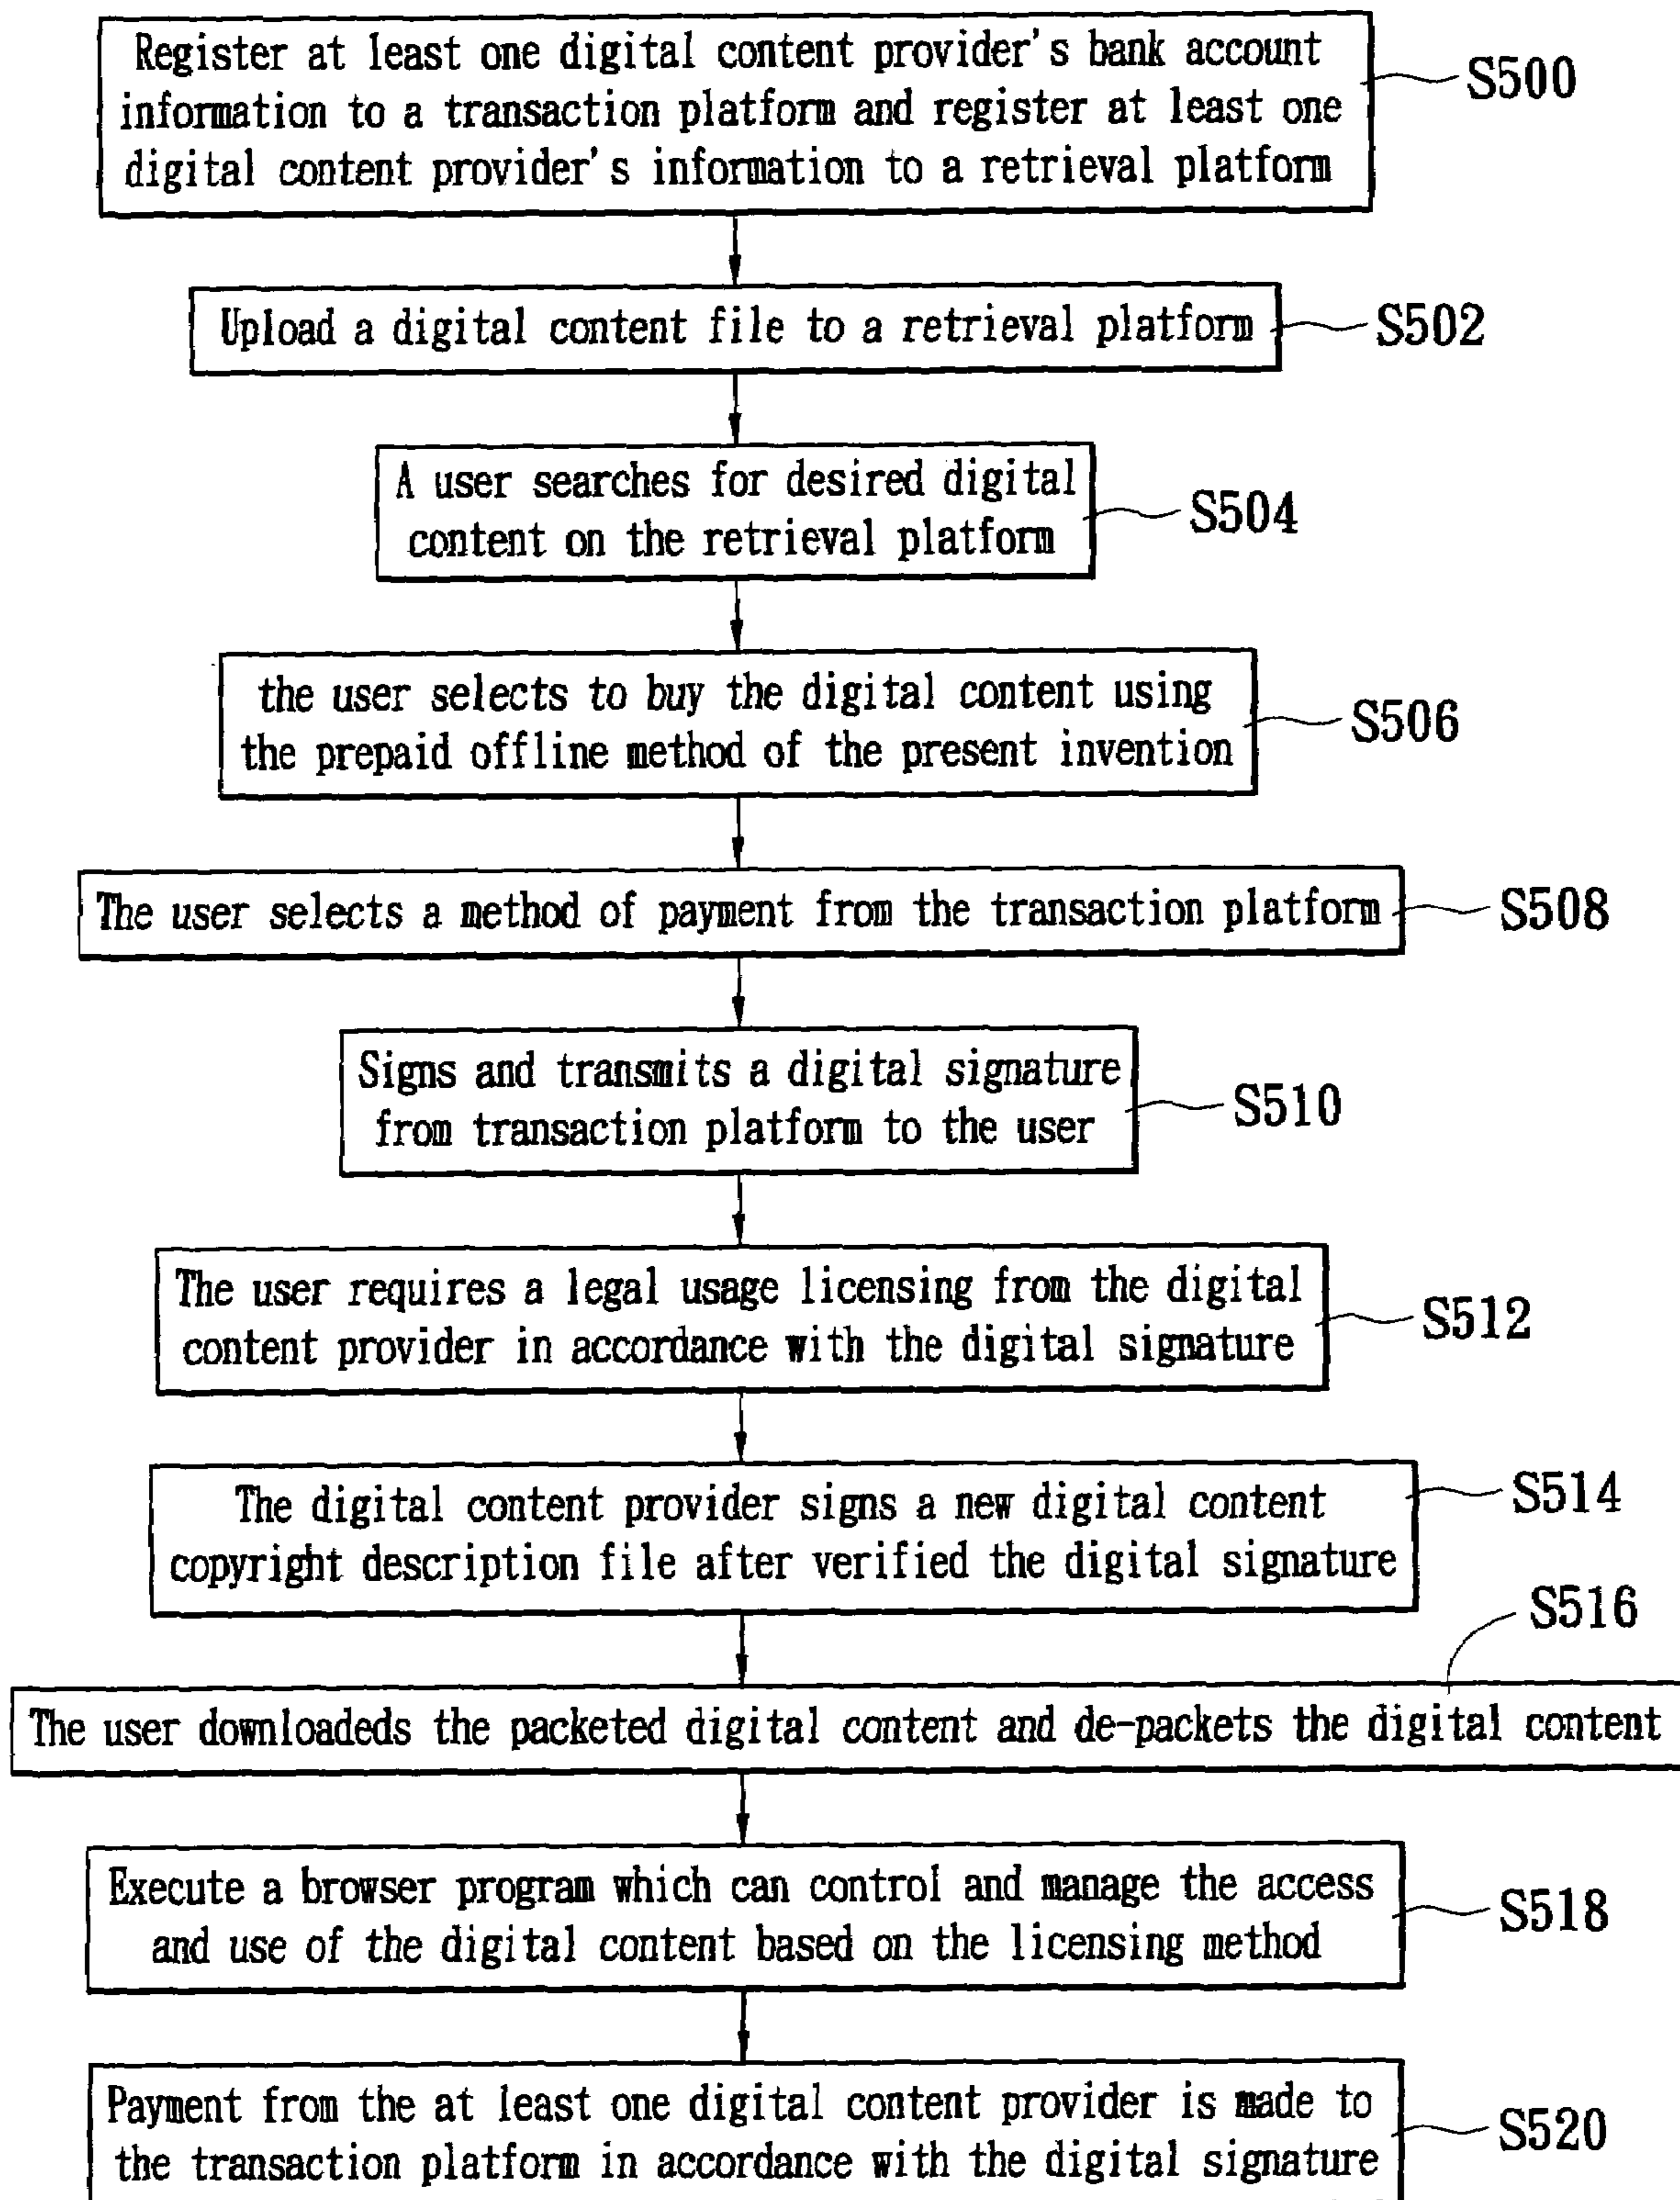 Register at least one digital content provider's bank account
information to a transaction platform and register at least one
digital content provider's information to a retrieval platform
S500
Upload a digital content file to a retrieval platform
S502
A user searches for desired digital
content on the retrieval platform
S504
the user selects to buy the digital content using
the prepaid offline method of the present invention
S506
The user selects a method of payment from the transaction platform
S508
Signs and transmits a digital signature
from transaction platform to the user
S510
The user requires a legal usage licensing from the digital
content provider in accordance with the digital signature
S512
The digital content provider signs a new digital content
copyright description file after verified the digital signature
S514
S516
The user downloadeds the packeted digital content and de-packets the digital content
Execute a browser program which can control and manage the access
and use of the digital content based on the licensing method
S518
Payment from the at least one digital content provider is made to
the transaction platform in accordance with the digital signature
S520